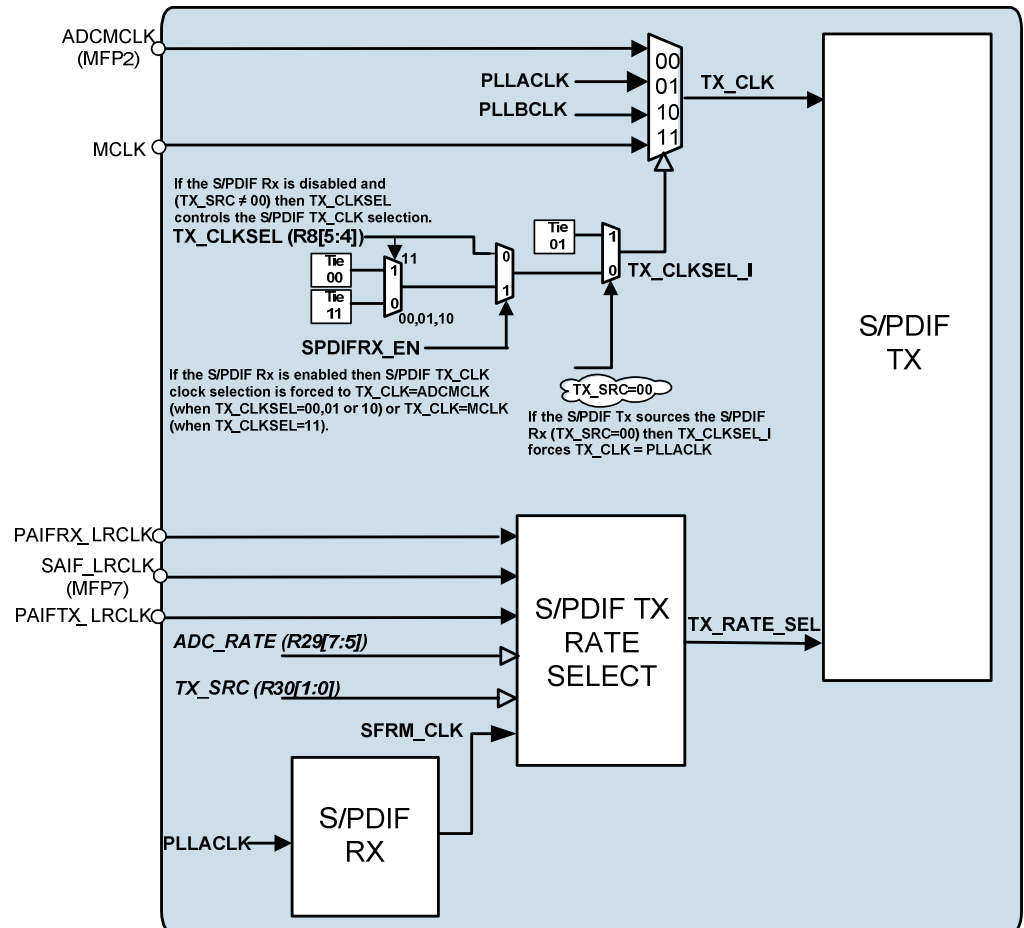 ADCMCLK
(MFP2)
PLLACLK
PLLBCLK
MCLK
00
01
10
11
TX_CLK
S/PDIF
TX
If the S/PDIF Rx is disabled and
(TX_SRC ≠ 00) then TX_CLKSEL
controls the S/PDIF TX_CLK selection.
TX_CLKSEL (R8[5:4])
11
Tie
00
Tie
11
1
0
00,01,10
0
1
SPDIFRX_EN
Tie
01
1
0
TX_CLKSEL_I
TX_SRC=00
If the S/PDIF Rx is enabled then S/PDIF TX_CLK
clock selection is forced to TX_CLK=ADCMCLK
(when TX_CLKSEL=00,01 or 10) or TX_CLK=MCLK
(when TX_CLKSEL=11).
If the S/PDIF Tx sources the S/PDIF
Rx (TX_SRC=00) then TX_CLKSEL_I
forces TX_CLK = PLLACLK
PAIFRX_LRCLK
SAIF_LRCLK
(MFP7)
PAIFTX_LRCLK
ADC_RATE (R29[7:5])
TX_SRC (R30[1:0])
SFRM_CLK
S/PDIF TX
RATE
SELECT
TX_RATE_SEL
PLLACLK
S/PDIF
RX